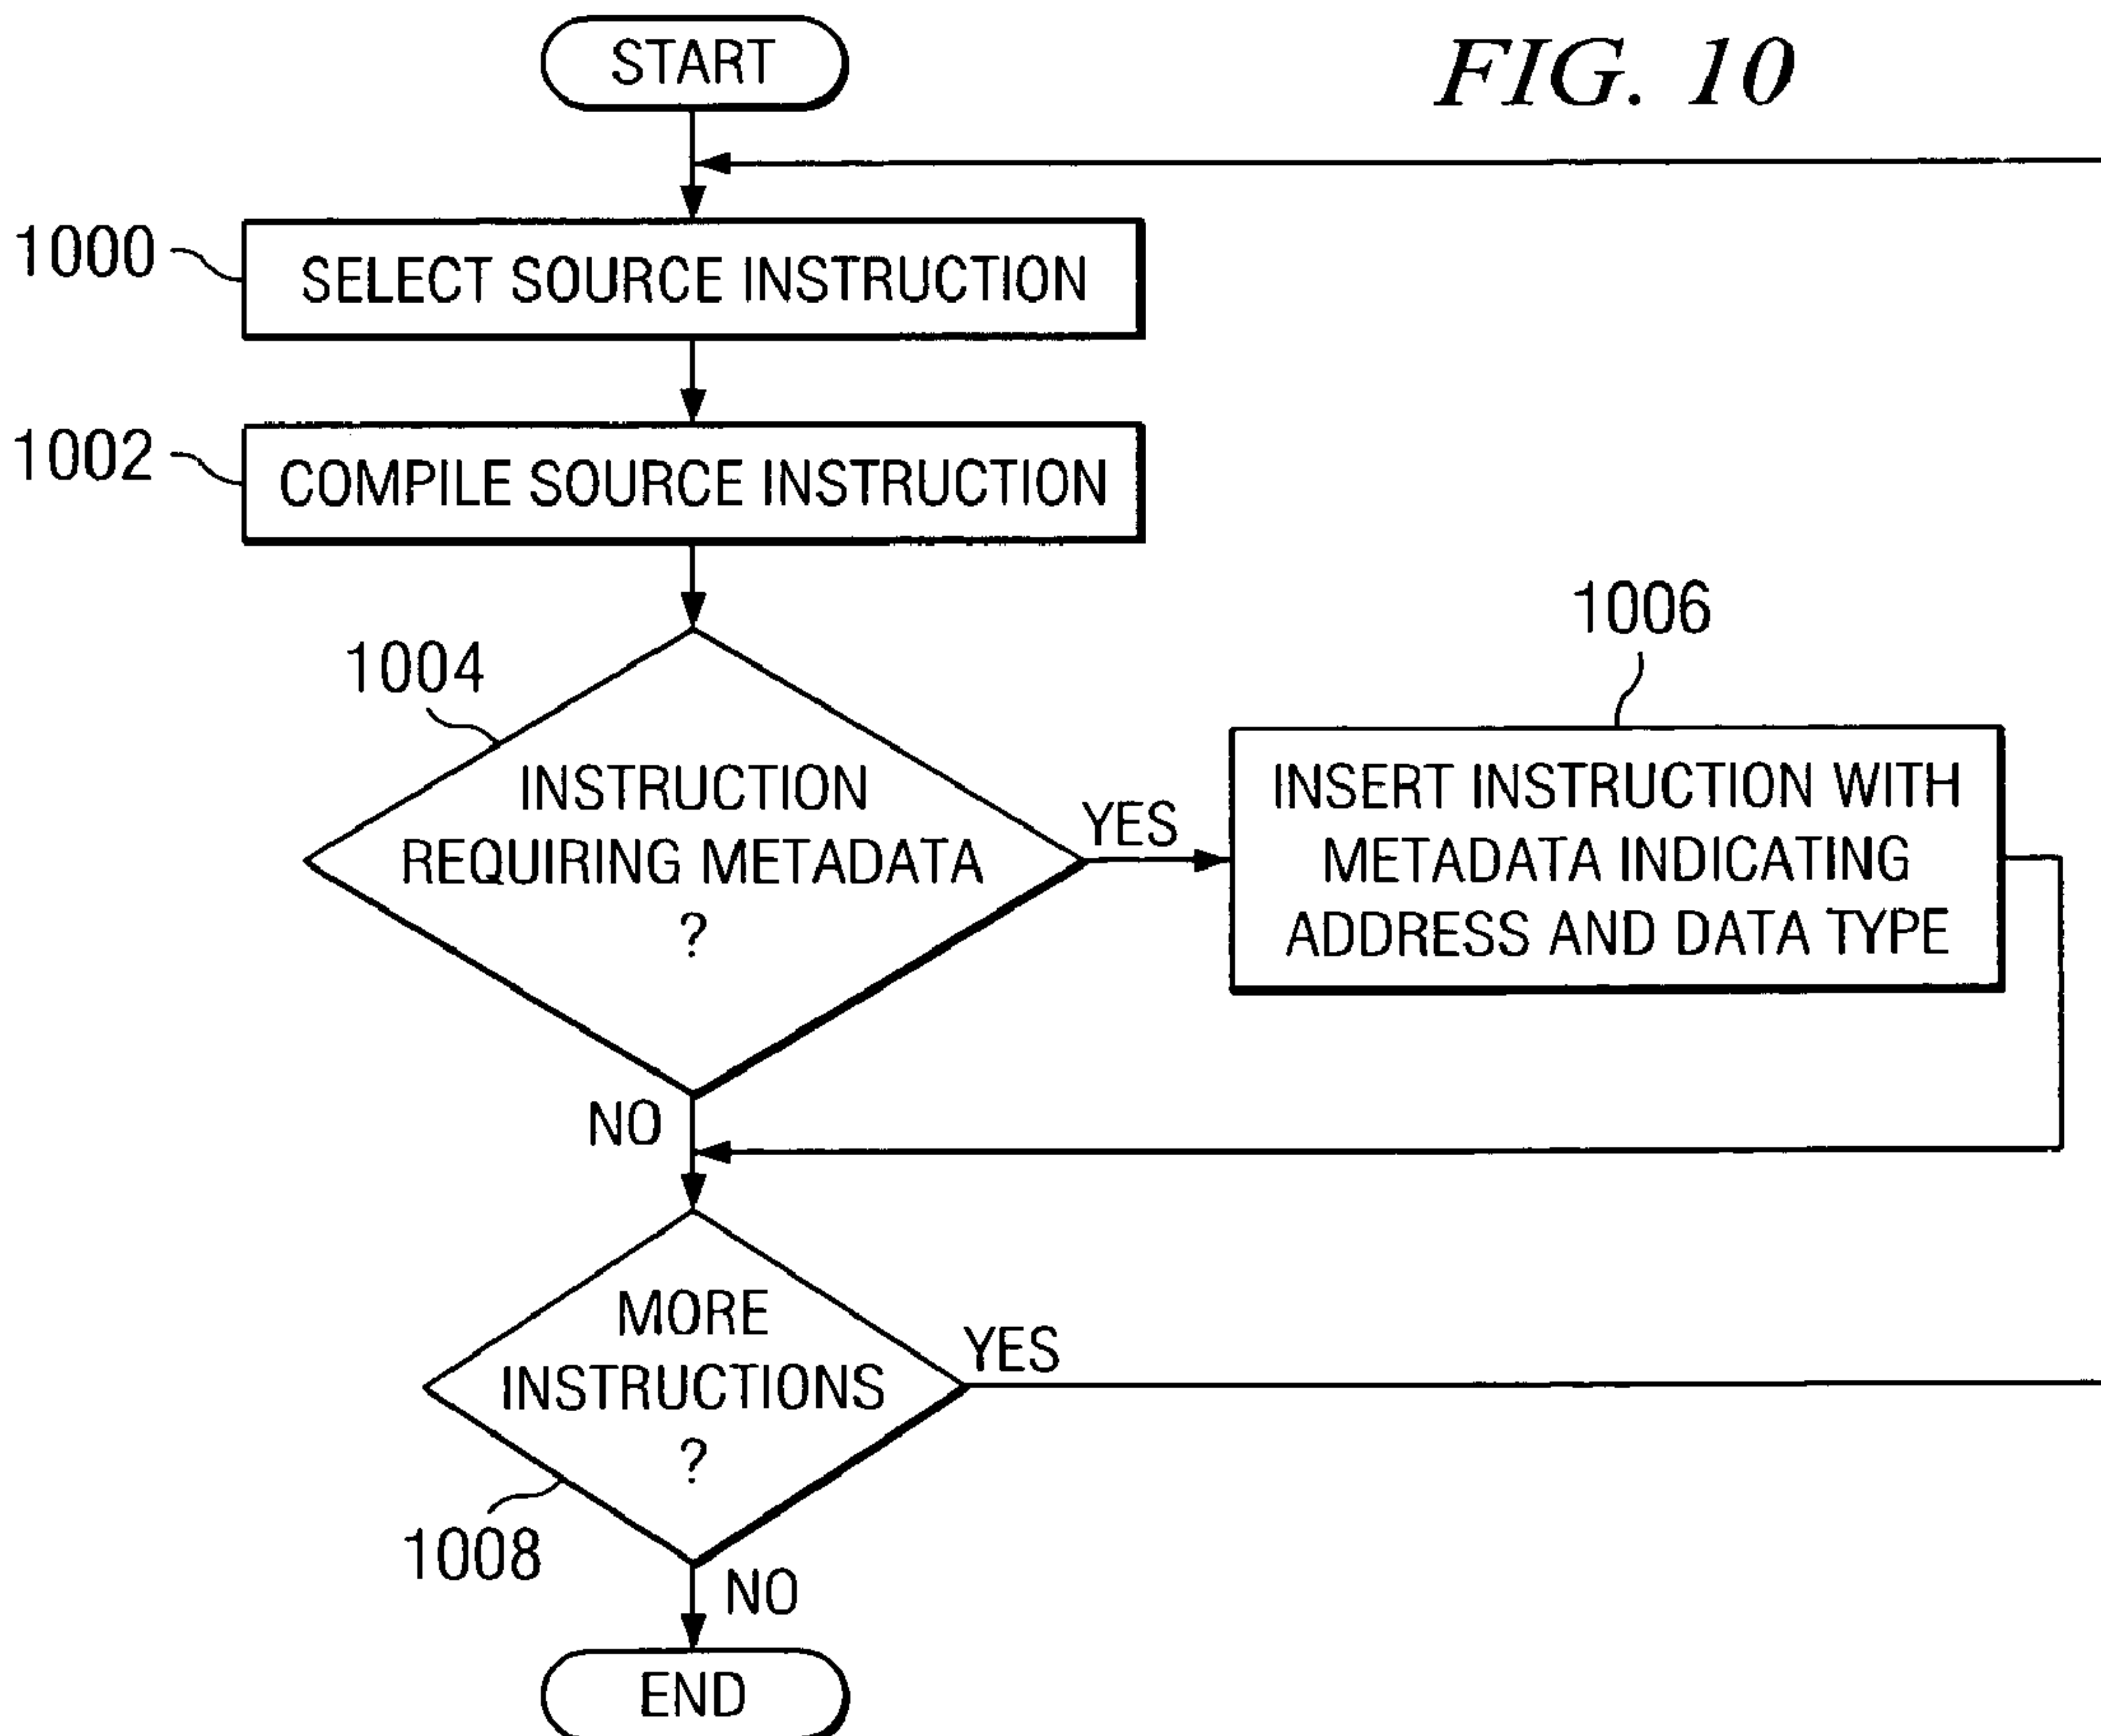 START
FIG. 10
1000
SELECT SOURCE INSTRUCTION
1002
COMPILE SOURCE INSTRUCTION
1004
INSTRUCTION
REQUIRING METADATA
?
YES
1006
INSERT INSTRUCTION WITH
METADATA INDICATING
ADDRESS AND DATA TYPE
NO
MORE
INSTRUCTIONS
?
YES
1008
NO
END